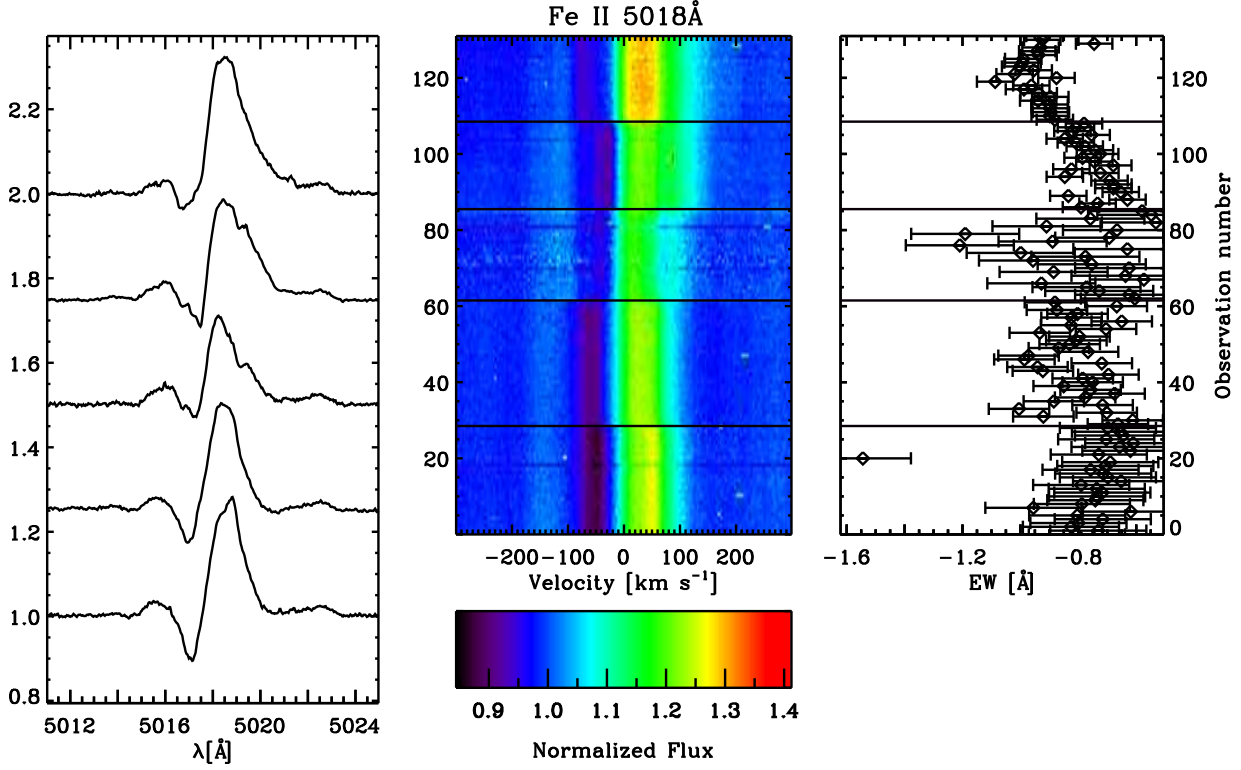 Fe II 5018Å
2.2
2.0
1.8
1.6
1.4
1.2
1.0
0.8
5012 5016 5020 5024
λ[Å]
120
100
80
60
40
20
-200 -100 0 100 200
Velocity [km s⁻¹]
0.9 1.0 1.1 1.2 1.3 1.4
Normalized Flux
120
100
80
60
40
20
0
Observation number
-1.6 -1.2 -0.8
EW [Å]